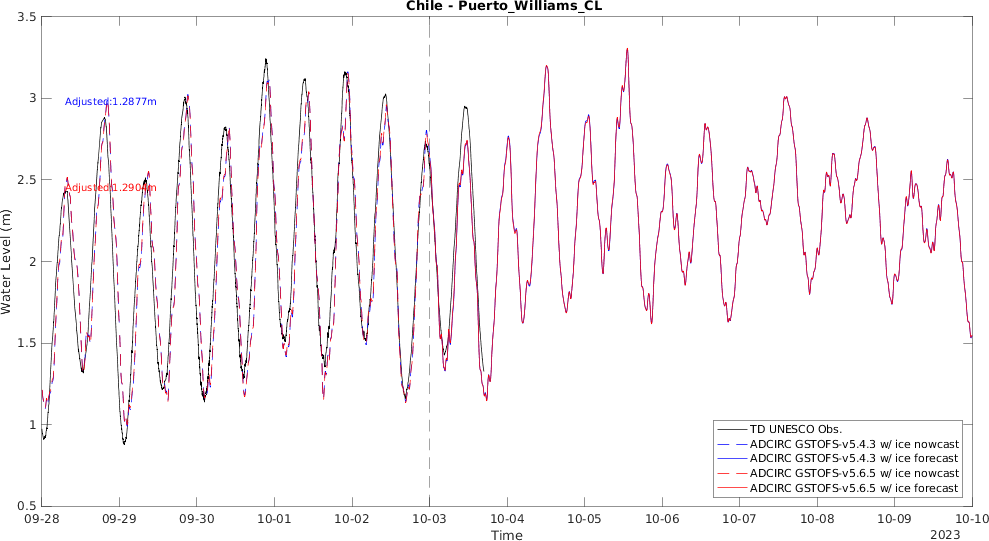 Chile - Puerto_Williams_CL
3.5
3
2.5
2
1.5
1
0.5
Water Level (m)
Adjusted:1.2877m
Adjusted:1.2904m
TD UNESCO Obs.
ADCIRC GSTOFS-v5.4.3 w/ ice nowcast
ADCIRC GSTOFS-v5.4.3 w/ ice forecast
ADCIRC GSTOFS-v5.6.5 w/ ice nowcast
ADCIRC GSTOFS-v5.6.5 w/ ice forecast
09-28 09-29 09-30 10-01 10-02 10-03 10-04 10-05 10-06 10-07 10-08 10-09 10-10
Time
2023